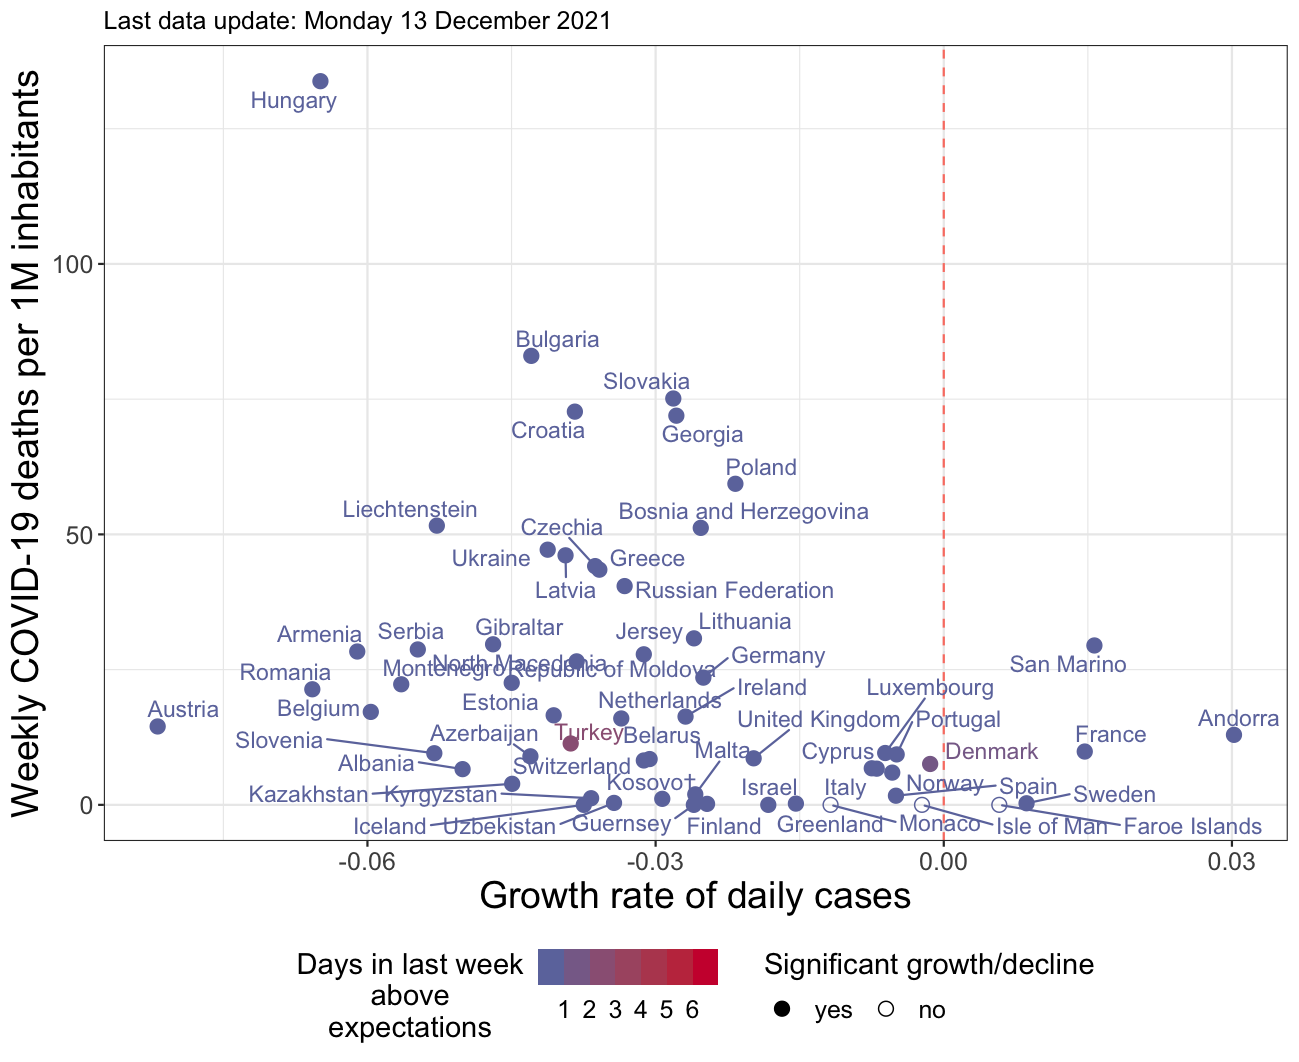 Last data update: Monday 13 December 2021
Weekly COVID-19 deaths per 1M inhabitants
100
50
0
Hungary
Bulgaria
Slovakia
Croatia
Georgia
Poland
Liechtenstein
Bosnia and Herzegovina
Czechia
Ukraine
Greece
Latvia
Russian Federation
Lithuania
Gibraltar
Jersey
Armenia
Serbia
Germany
North Macedonia
San Marino
Montenegro
Republic of Moldova
Romania
Ireland
Luxembourg
Netherlands
Estonia
Belgium
Austria
United Kingdom
Portugal
Andorra
Azerbaijan
Turkey
Belarus
France
Slovenia
Malta
Cyprus
Denmark
Albania
Switzerland
Kosovo†
Norway
Israel
Italy
Spain
Sweden
Kazakhstan
Kyrgyzstan
Iceland
Uzbekistan
Guernsey
Finland
Greenland
Monaco
Isle of Man
Faroe Islands
-0.06
-0.03
0.00
0.03
Growth rate of daily cases
Days in last week
above
expectations
1 2 3 4 5 6
Significant growth/decline
yes
no